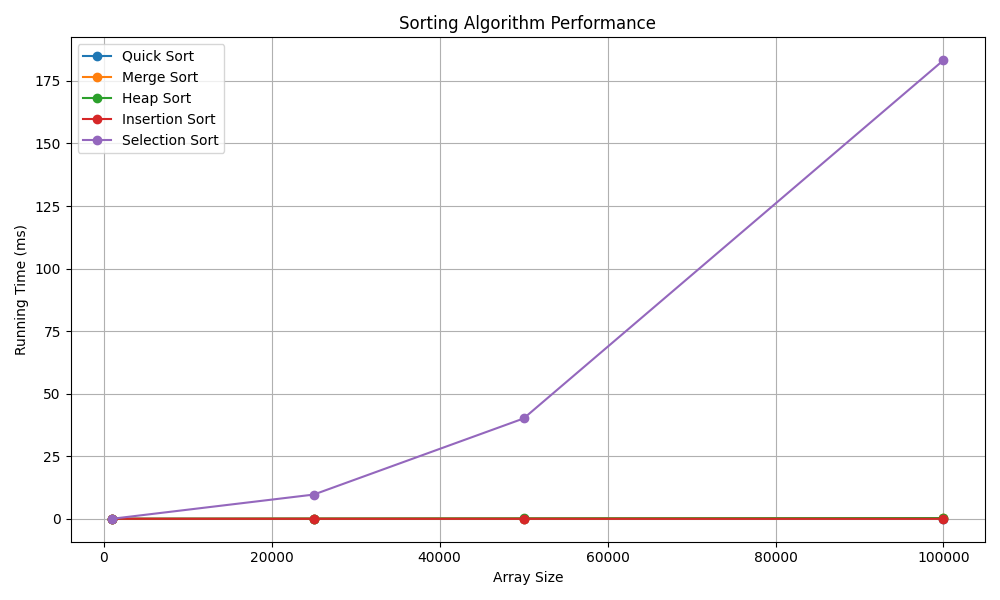 Sorting Algorithm Performance
Quick Sort
Merge Sort
Heap Sort
Insertion Sort
Selection Sort
Running Time (ms)
175
150
125
100
75
50
25
0
0 20000 40000 60000 80000 100000
Array Size